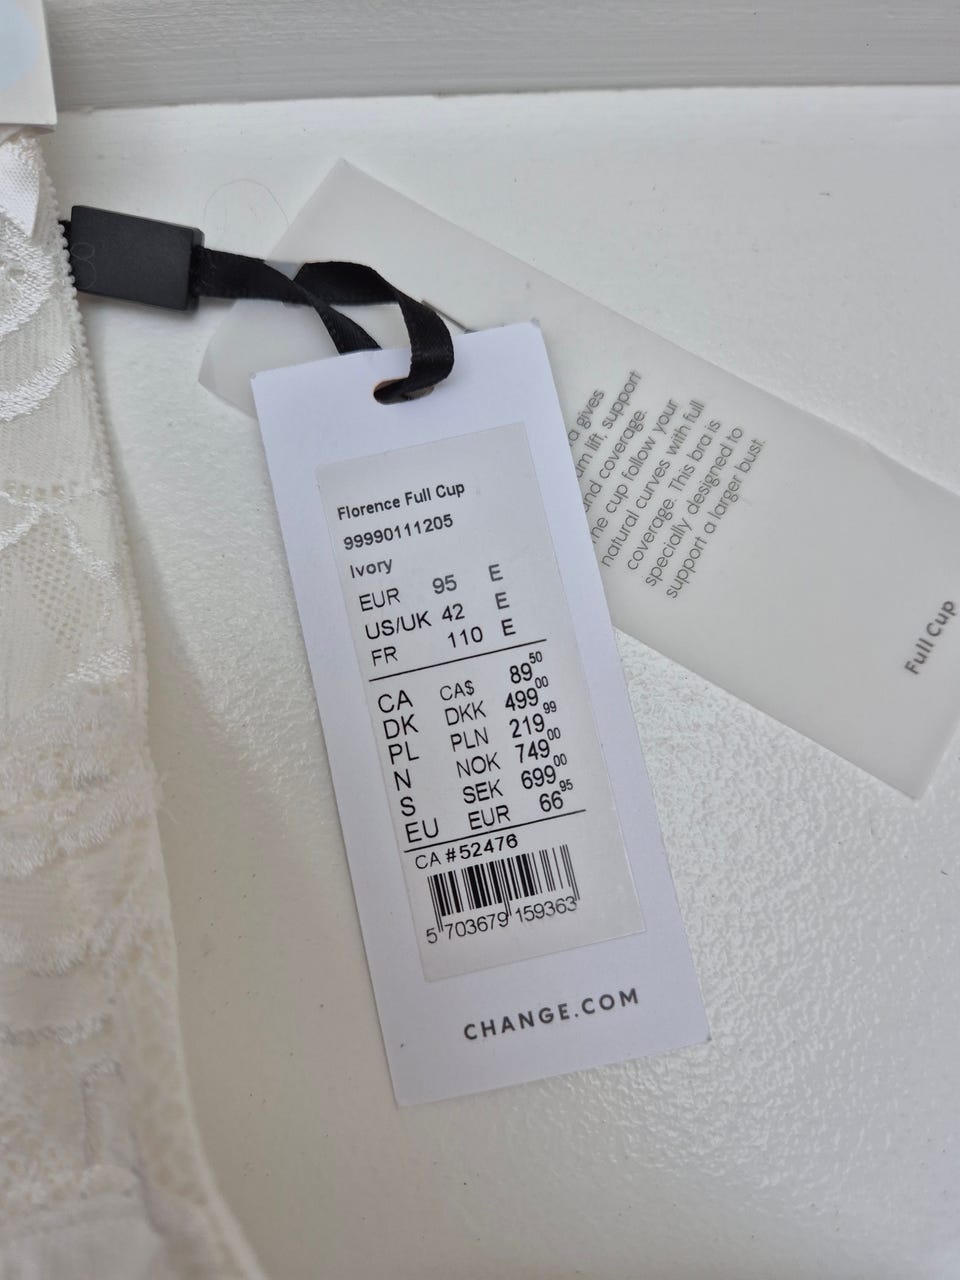 Florence Full Cup
99990111205
Ivory
EUR 95 E
US/UK 42 E
FR 110 E
CA CA$ 89 50
DK DKK 499 00
PL PLN 219 99
N NOK 749 00
S SEK 699 00
EU EUR 66 95
CA #52476
5 703679 159363
CHANGE.COM
gives
lift, support
and coverage.
the cup follow your
natural curves with full
coverage. This bra is
specially designed to
support a larger bust.
Full Cup